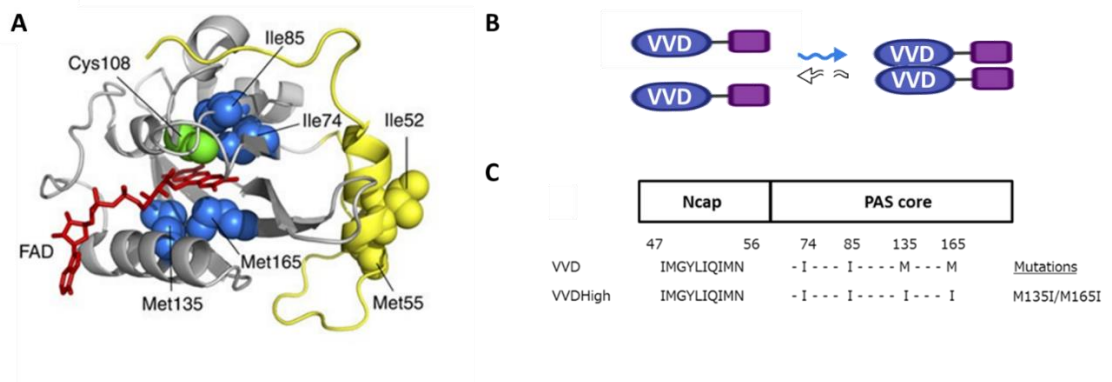 A
Ile85
Cys108
Ile74
Ile52
FAD
Met165
Met135
Met55
B
VVD
VVD
VVD
VVD
C
Ncap PAS core
47 56 74 85 135 165
VVD IMGYLIQIMN -I---I----M---M Mutations
VVDHigh IMGYLIQIMN -I---I----I---I M135I/M165I